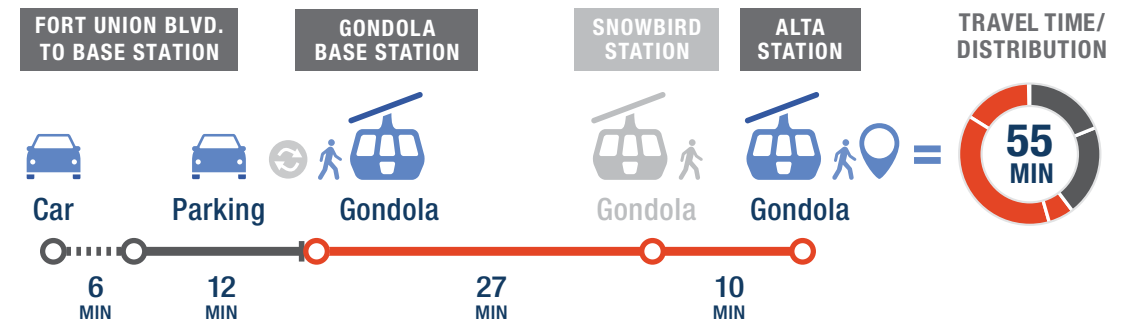 FORT UNION BLVD.
TO BASE STATION
GONDOLA
BASE STATION
SNOWBIRD
STATION
ALTA
STATION
TRAVEL TIME/
DISTRIBUTION
=
55
MIN
Car
Parking
Gondola
Gondola
Gondola
6
MIN
12
MIN
27
MIN
10
MIN